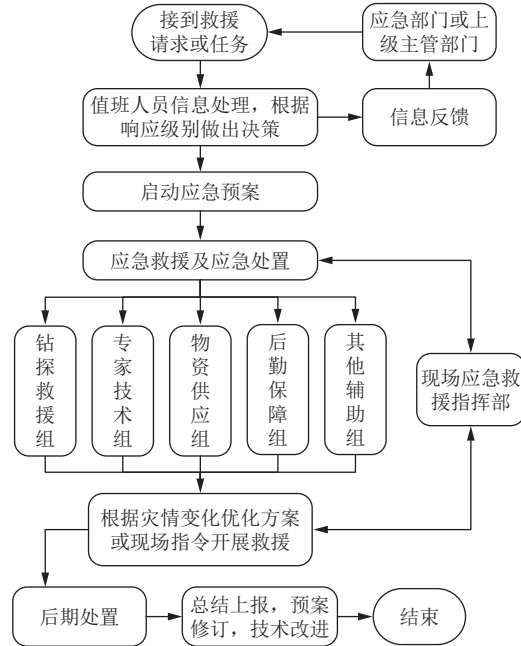 接到救援
请求或任务
应急部门或上
级主管部门
值班人员信息处理，根据
响应级别做出决策
信息反馈
启动应急预案
应急救援及应急处置
钻探救援组
专家技术组
物资供应组
后勤保障组
其他辅助组
现场应急救
援指挥部
根据灾情变化优化方案
或现场指令开展救援
后期处置
总结上报，预案
修订，技术改进
结束